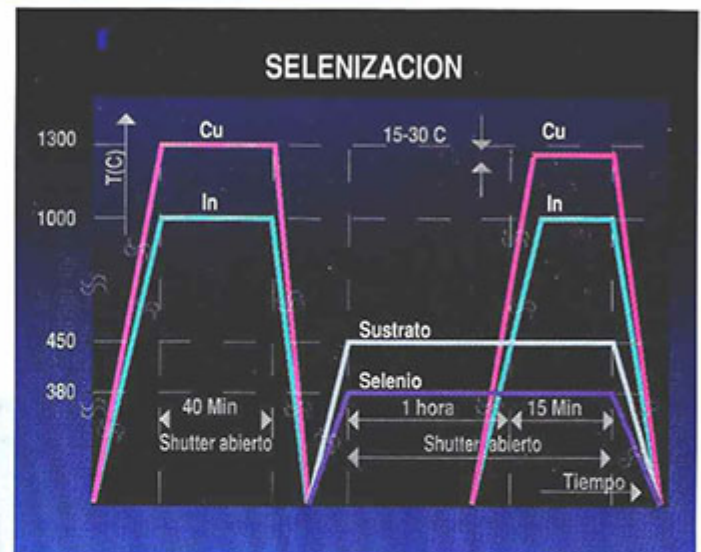 SELENIZACION
1300
T(C)
Cu
15-30 C
Cu
1000
In
In
450
Sustrato
380
Selenio
40 Min
1 hora
15 Min
Shutter abierto
Shutter abierto
Tiempo